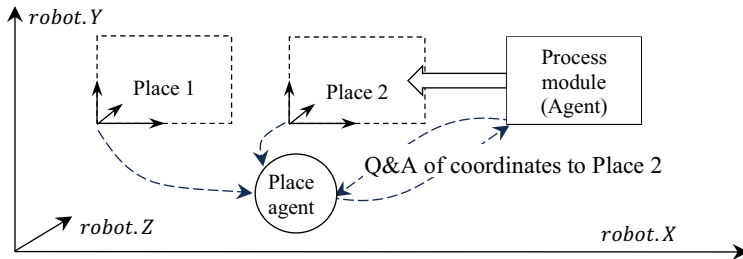 robot.Y
Place 1
Place 2
Process
module
(Agent)
Q&A of coordinates to Place 2
Place
agent
robot.Z
robot.X